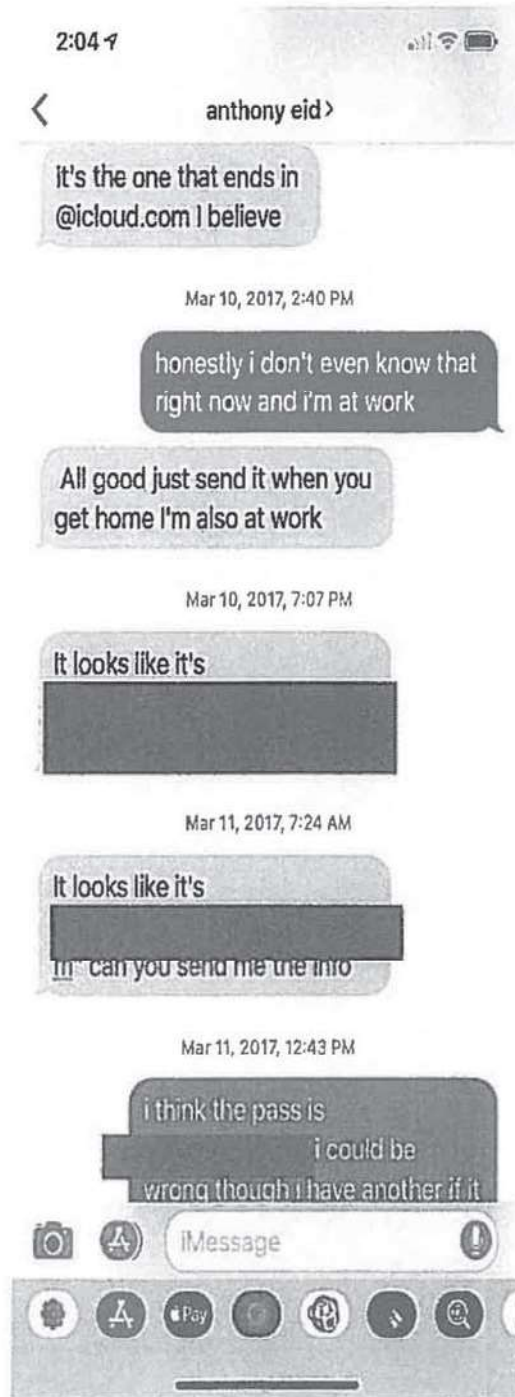 2:04
anthony eid >
it's the one that ends in
@icloud.com I believe
Mar 10, 2017, 2:40 PM
honestly i don't even know that
right now and i'm at work
All good just send it when you
get home I'm also at work
Mar 10, 2017, 7:07 PM
It looks like it's
Mar 11, 2017, 7:24 AM
It looks like it's
m" can you send me the info
Mar 11, 2017, 12:43 PM
i think the pass is
i could be
wrong though i have another if it
iMessage
Pay